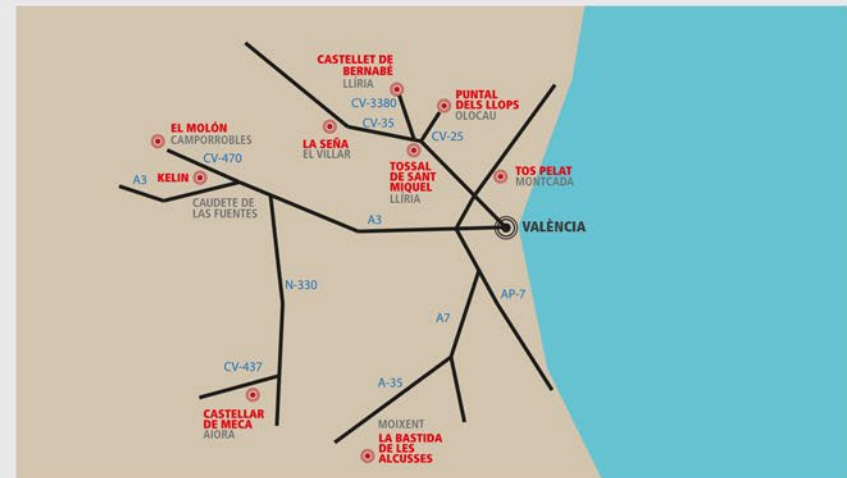 CASTELLET DE
BERNABÉ
LLÍRIA
CV-3380
CV-35
PUNTAL
DELS LLOPS
OLOCAU
CV-25
EL MOLÓN
CAMPORROBLES
CV-470
LA SEÑA
EL VILLAR
TOSSAL
DE SANT
MIQUEL
LLÍRIA
TOS PELAT
MONTCADA
A3
KELIN
CAUDETE DE
LAS FUENTES
A3
VALÈNCIA
N-330
AP-7
A7
CV-437
A-35
CASTELLAR
DE MECA
AIORA
MOIXENT
LA BASTIDA
DE LES
ALCUSSES